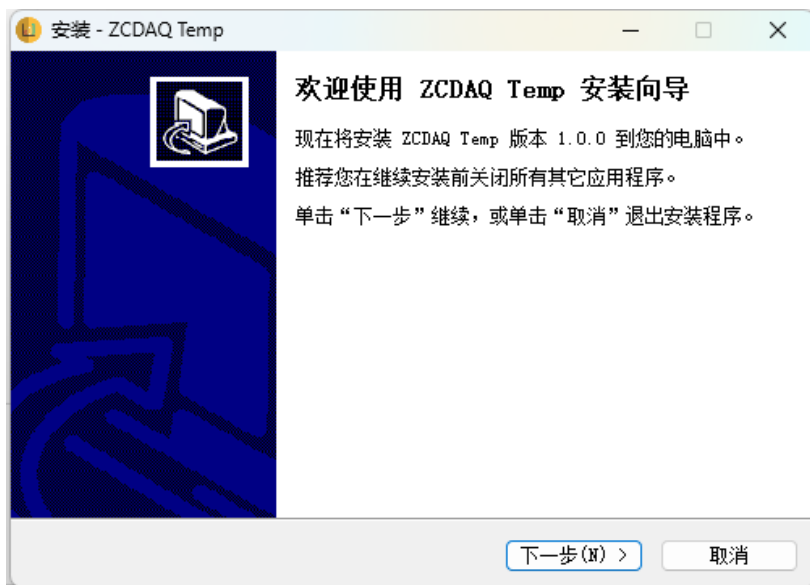 安装 - ZCDAQ Temp
欢迎使用 ZCDAQ Temp 安装向导
现在将安装 ZCDAQ Temp 版本 1.0.0 到您的电脑中。
推荐您在继续安装前关闭所有其它应用程序。
单击“下一步”继续，或单击“取消”退出安装程序。
下一步(N) >
取消